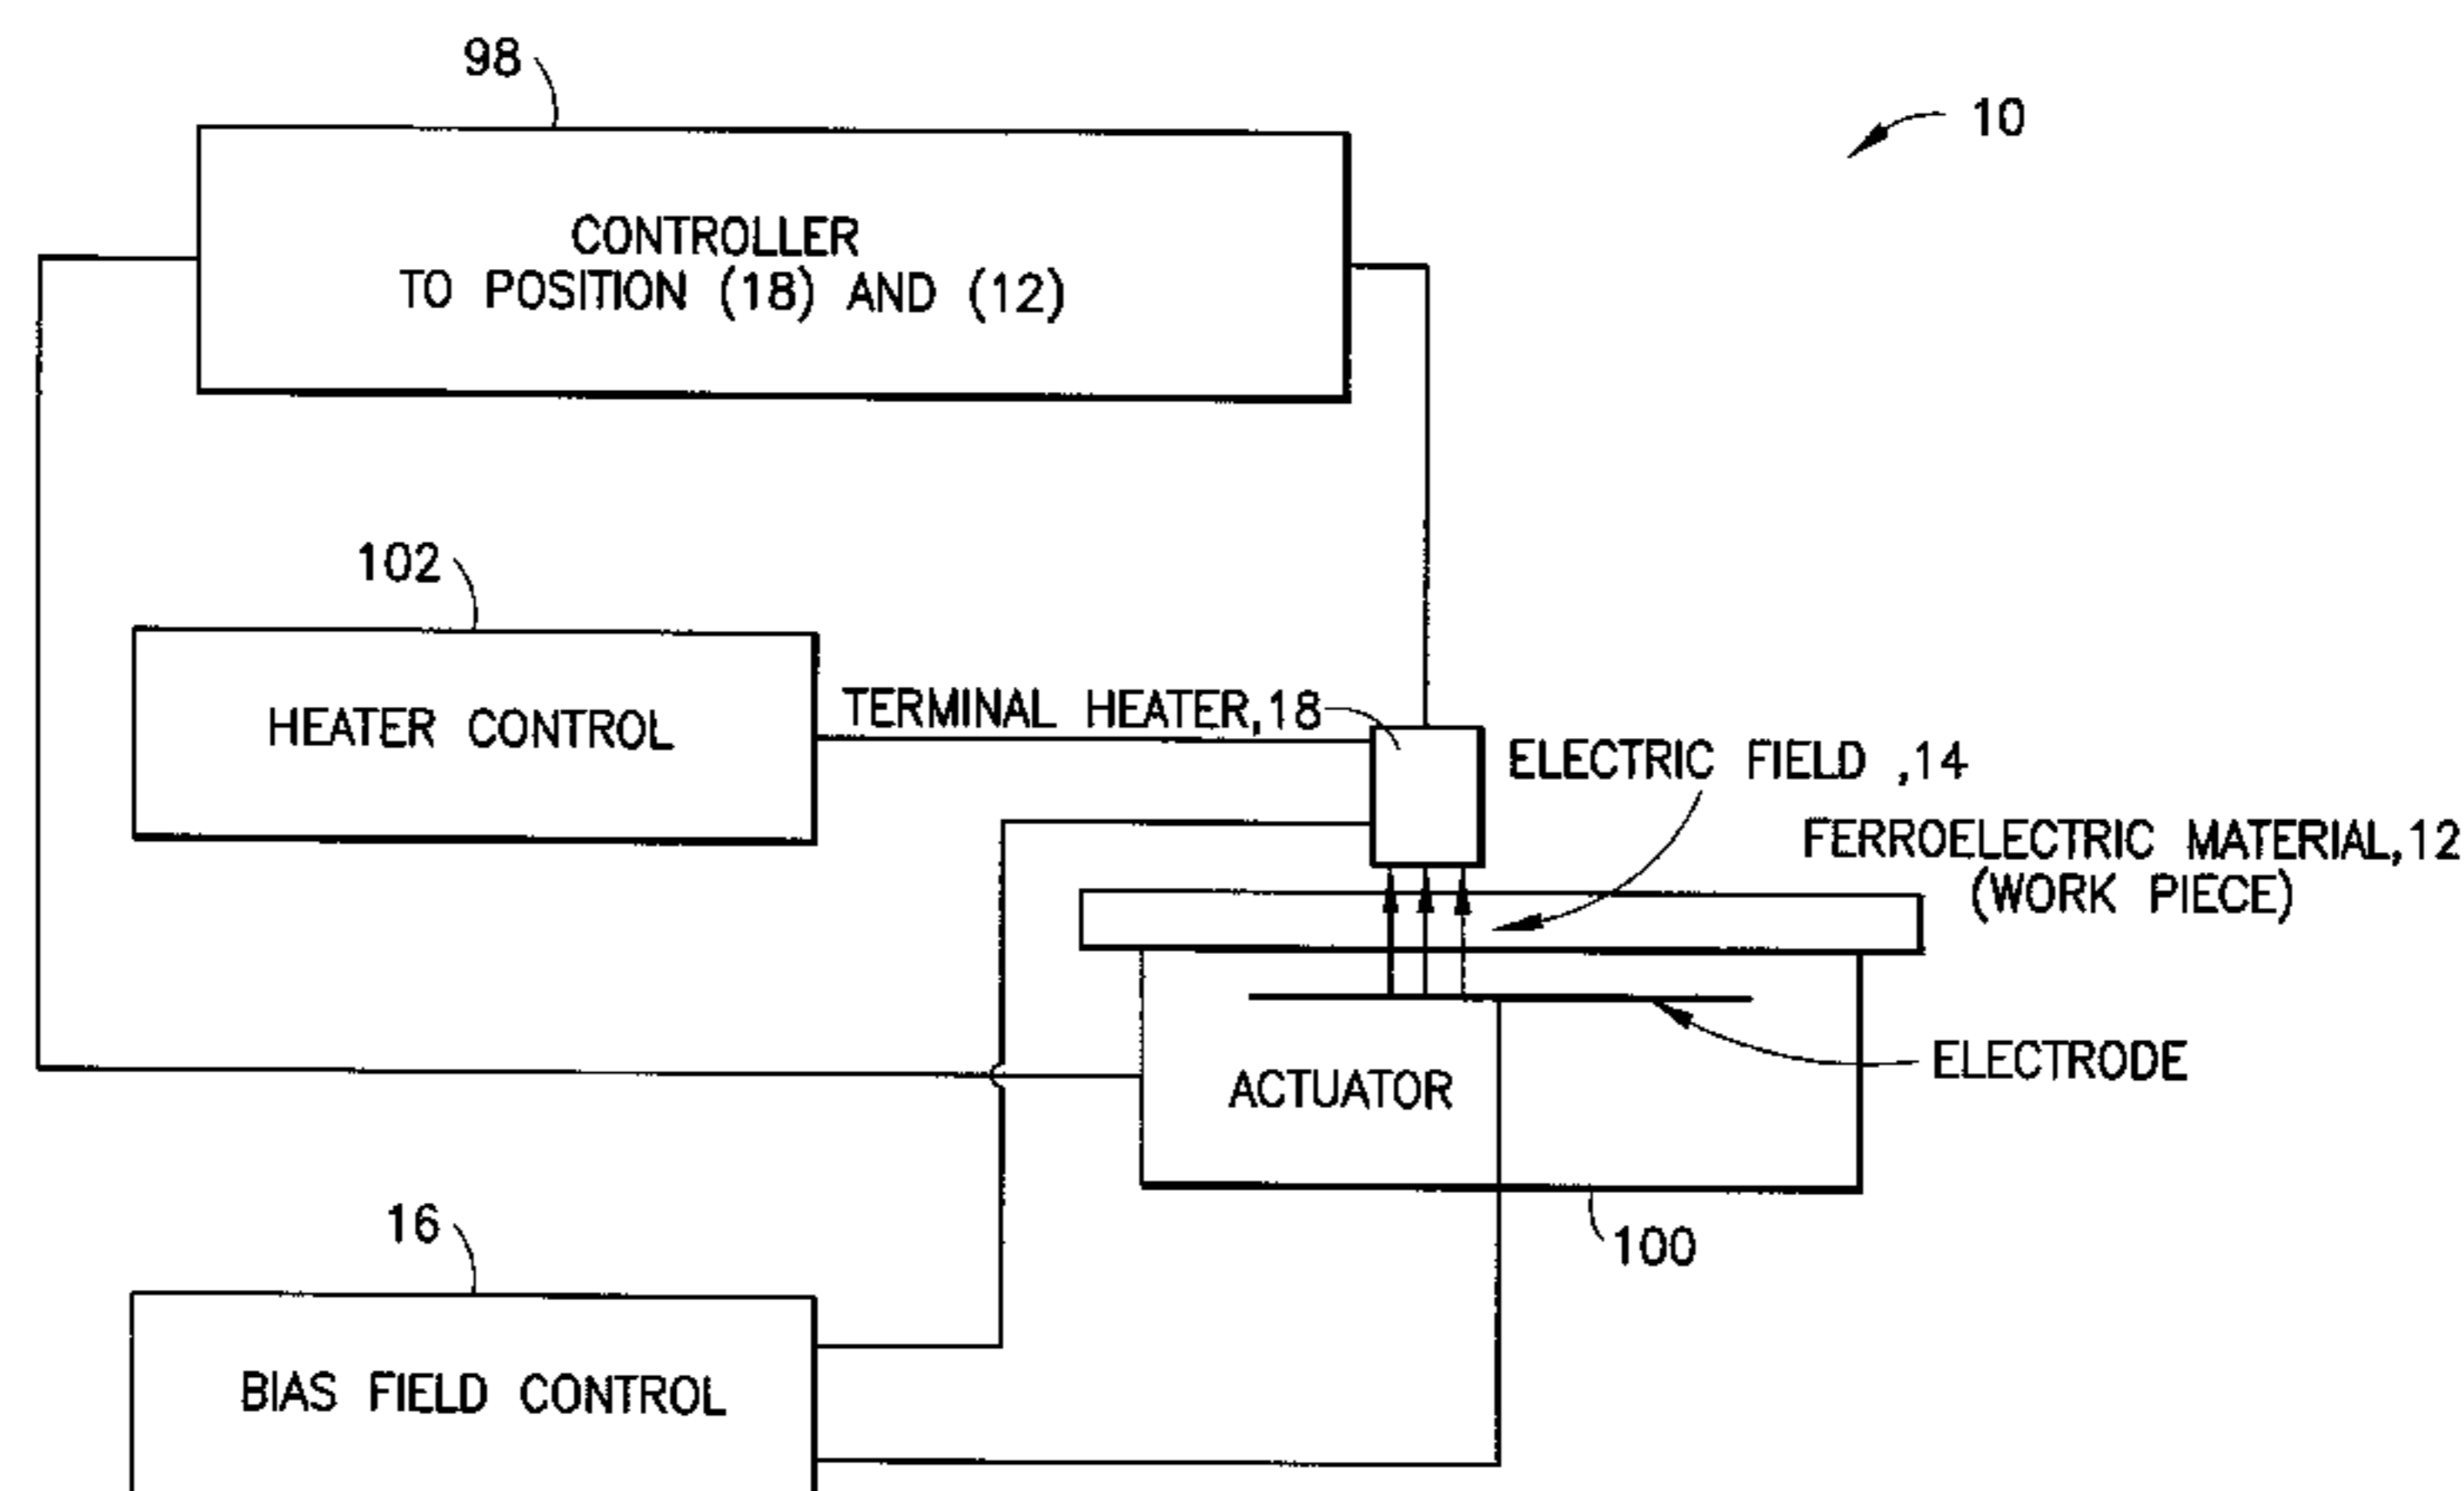 98
10
CONTROLLER
TO POSITION (18) AND (12)
102
HEATER CONTROL
TERMINAL HEATER,18
ELECTRIC FIELD ,14
FERROELECTRIC MATERIAL,12
(WORK PIECE)
ELECTRODE
ACTUATOR
100
16
BIAS FIELD CONTROL